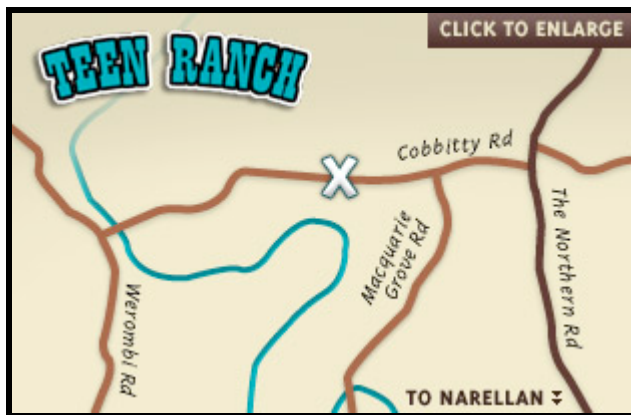 CLICK TO ENLARGE
TEEN RANCH
X
Cobbitty Rd
Macquarie
Grove Rd
The Northern Rd
Werombi Rd
TO NARELLAN